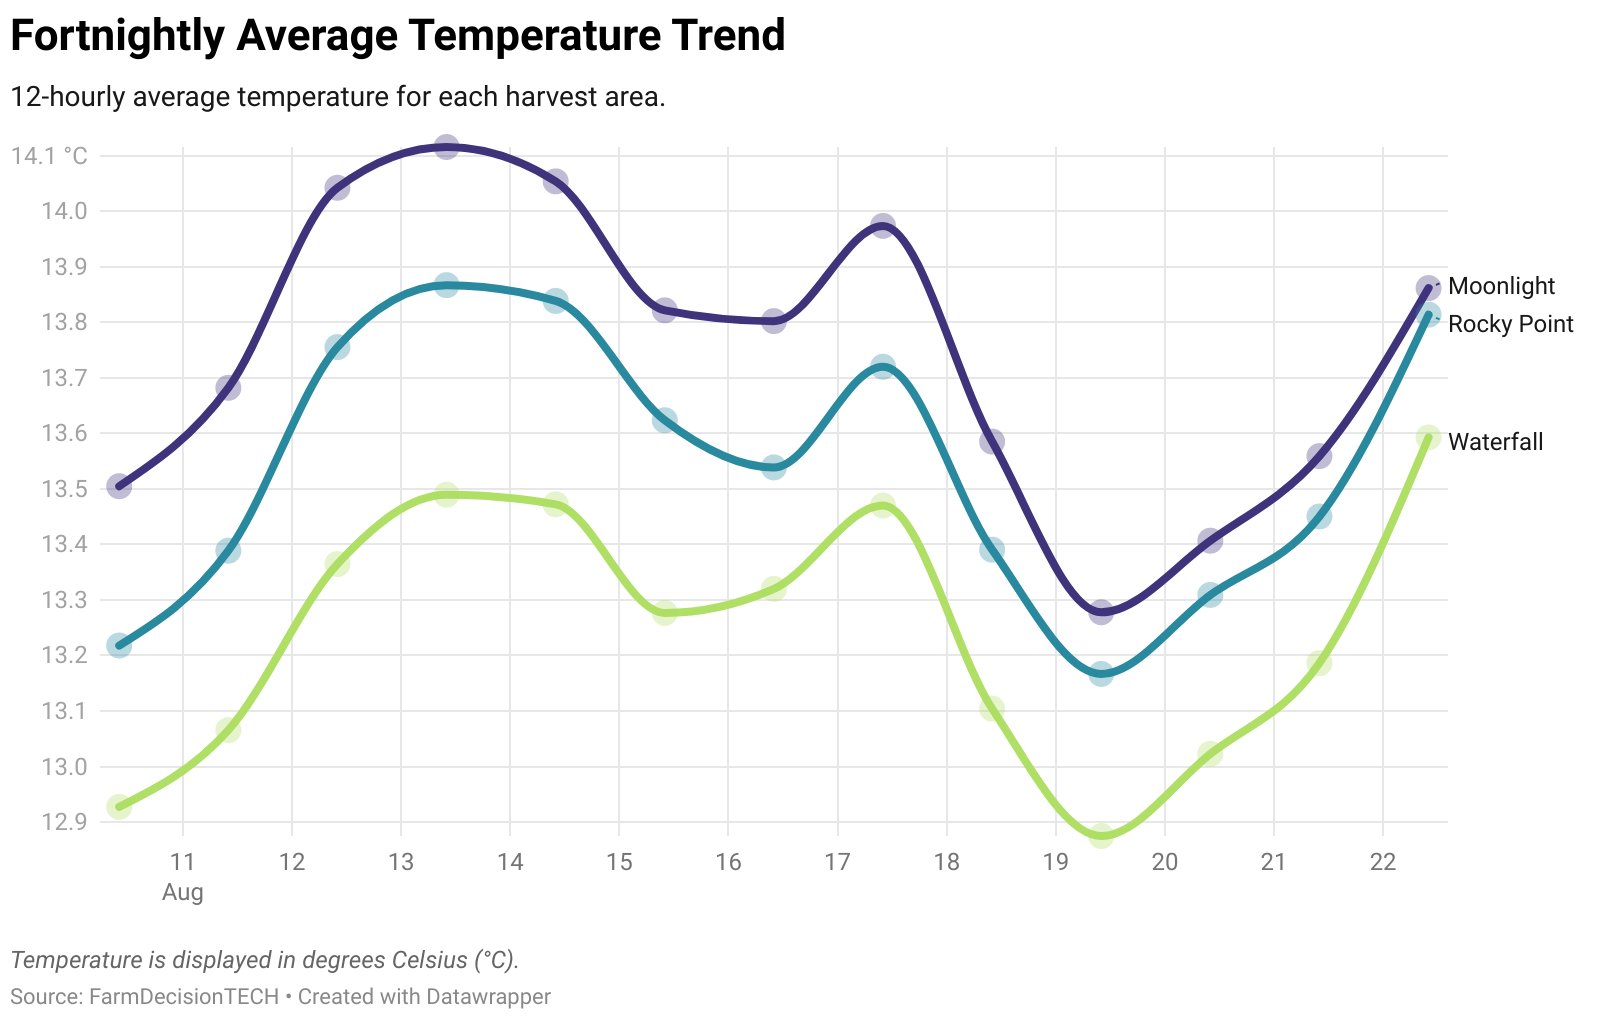 Fortnightly Average Temperature Trend
12-hourly average temperature for each harvest area.
14.1 °C
14.0
13.9
13.8
13.7
13.6
13.5
13.4
13.3
13.2
13.1
13.0
12.9
Moonlight
Rocky Point
Waterfall
11 12 13 14 15 16 17 18 19 20 21 22
Aug
Temperature is displayed in degrees Celsius (°C).
Source: FarmDecisionTECH • Created with Datawrapper